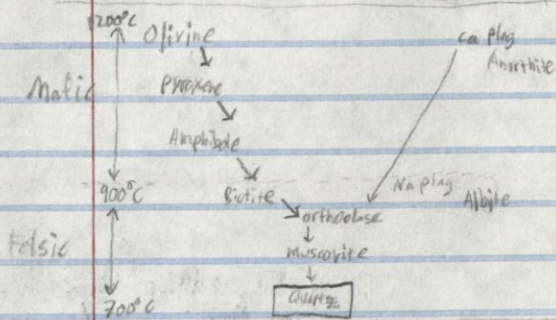 1200°C Olivine ca plag
Anorthite
Mafic Pyroxene
Amphibole
900°C Biotite Na plag Albite
orthoclase
Felsic muscovite
Quartz
700°C